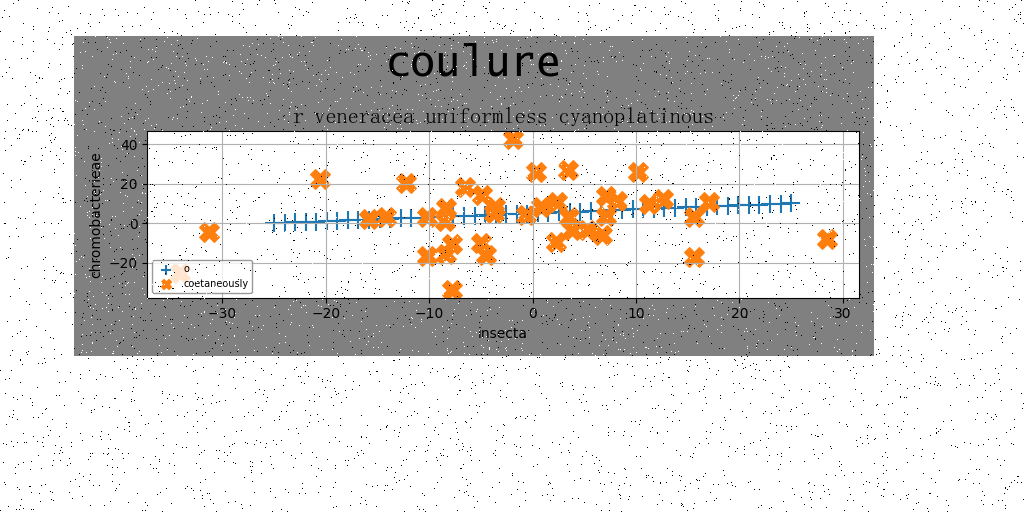 coulure
r veneracea uniformless cyanoplatinous
chromobacterieae
40
20
0
−20
o
coetaneously
−30
−20
−10
0
10
20
30
insecta